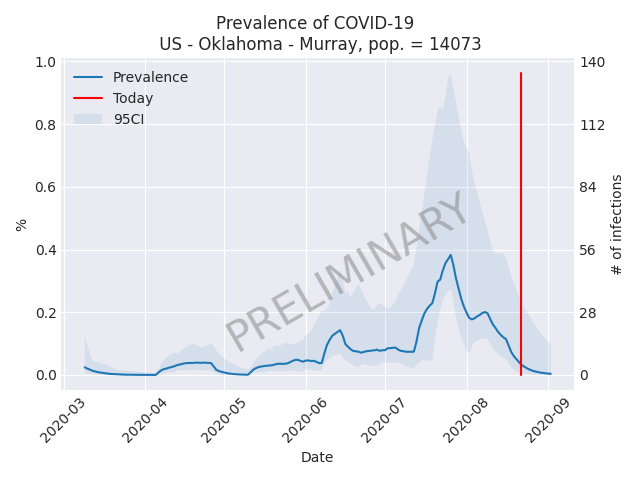 Prevalence of COVID-19
US - Oklahoma - Murray, pop. = 14073
1.0
0.8
0.6
0.4
0.2
0.0
%
140
112
84
56
28
0
# of infections
Prevalence
Today
95CI
PRELIMINARY
2020-03
2020-04
2020-05
2020-06
2020-07
2020-08
2020-09
Date